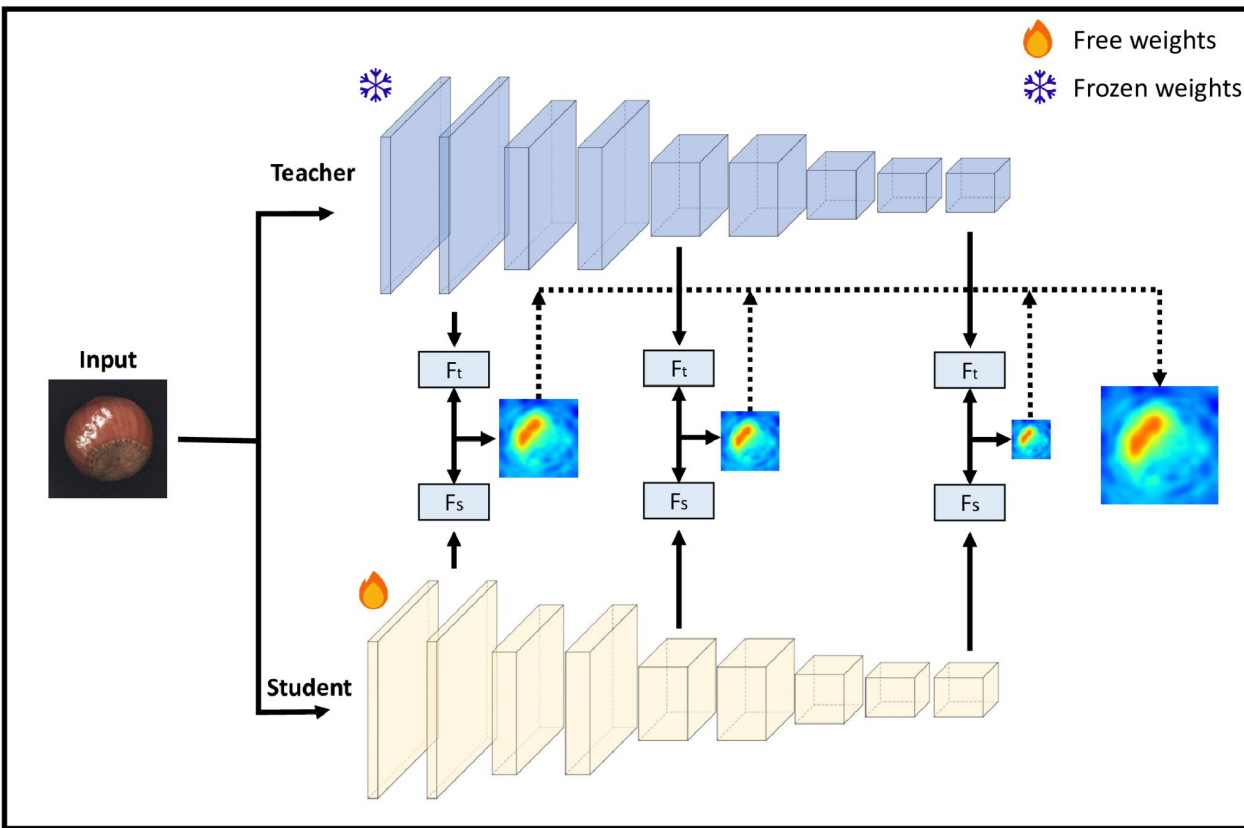 Free weights
Frozen weights
Teacher
Input
Ft
Ft
Ft
Fs
Fs
Fs
Student